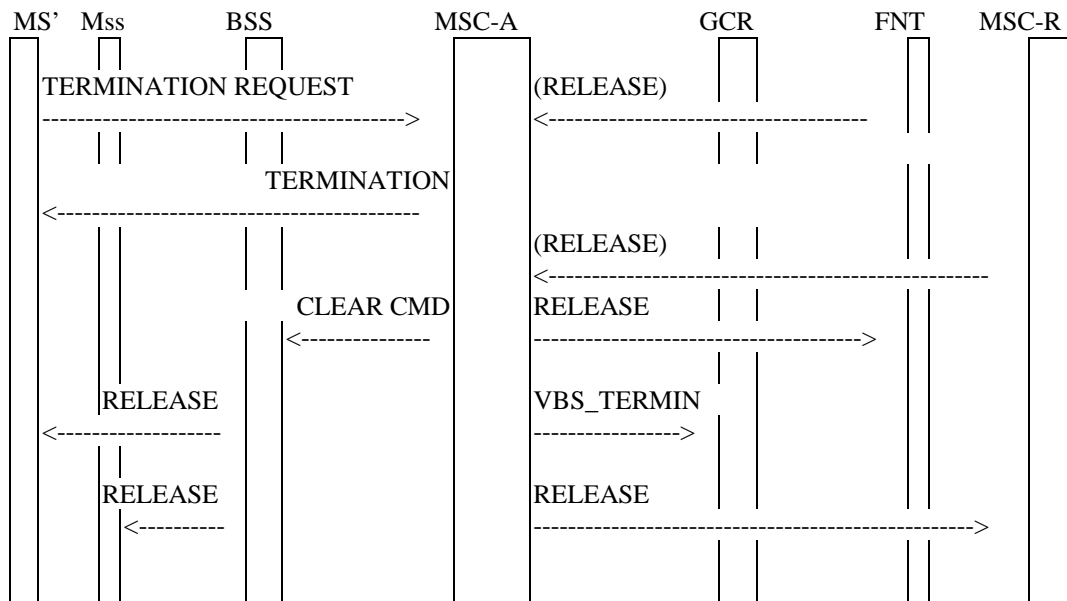 MS’ Mss BSS MSC-A GCR FNT MSC-R
TERMINATION REQUEST (RELEASE)
TERMINATION
(RELEASE)
CLEAR CMD RELEASE
RELEASE VBS_TERMIN
RELEASE RELEASE